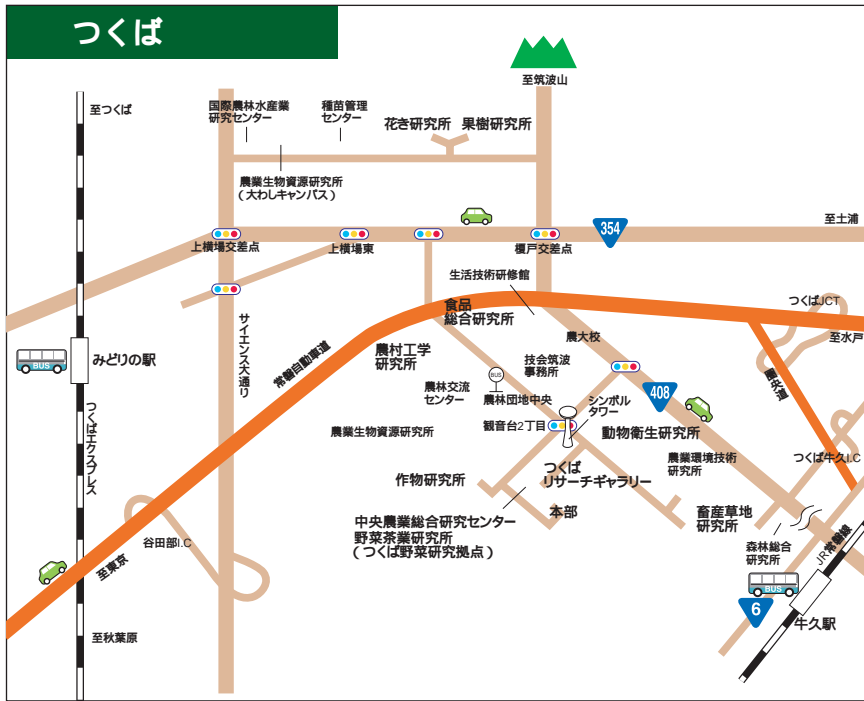 つくば
至筑波山
至つくば
国際農林水産業
研究センター
種苗管理
センター
花き研究所
果樹研究所
農業生物資源研究所
(大わしキャンパス)
354
至土浦
上横場交差点
上横場東
榎戸交差点
生活技術研修館
つくばJCT
食品
総合研究所
至水戸
サイエンス大通り
農大校
BUS
みどりの駅
常磐自動車道
農村工学
研究所
技会筑波
事務所
圏央道
BUS
農林交流
センター
農林団地中央
シンボル
タワー
408
つくばエクスプレス
農業生物資源研究所
観音台2丁目
動物衛生研究所
農業環境技術
研究所
つくば牛久I.C
作物研究所
つくば
リサーチギャラリー
本部
畜産草地
研究所
中央農業総合研究センター
野菜茶業研究所
(つくば野菜研究拠点)
谷田部I.C
森林総合
研究所
JR常磐線
至東京
BUS
6
牛久駅
至秋葉原